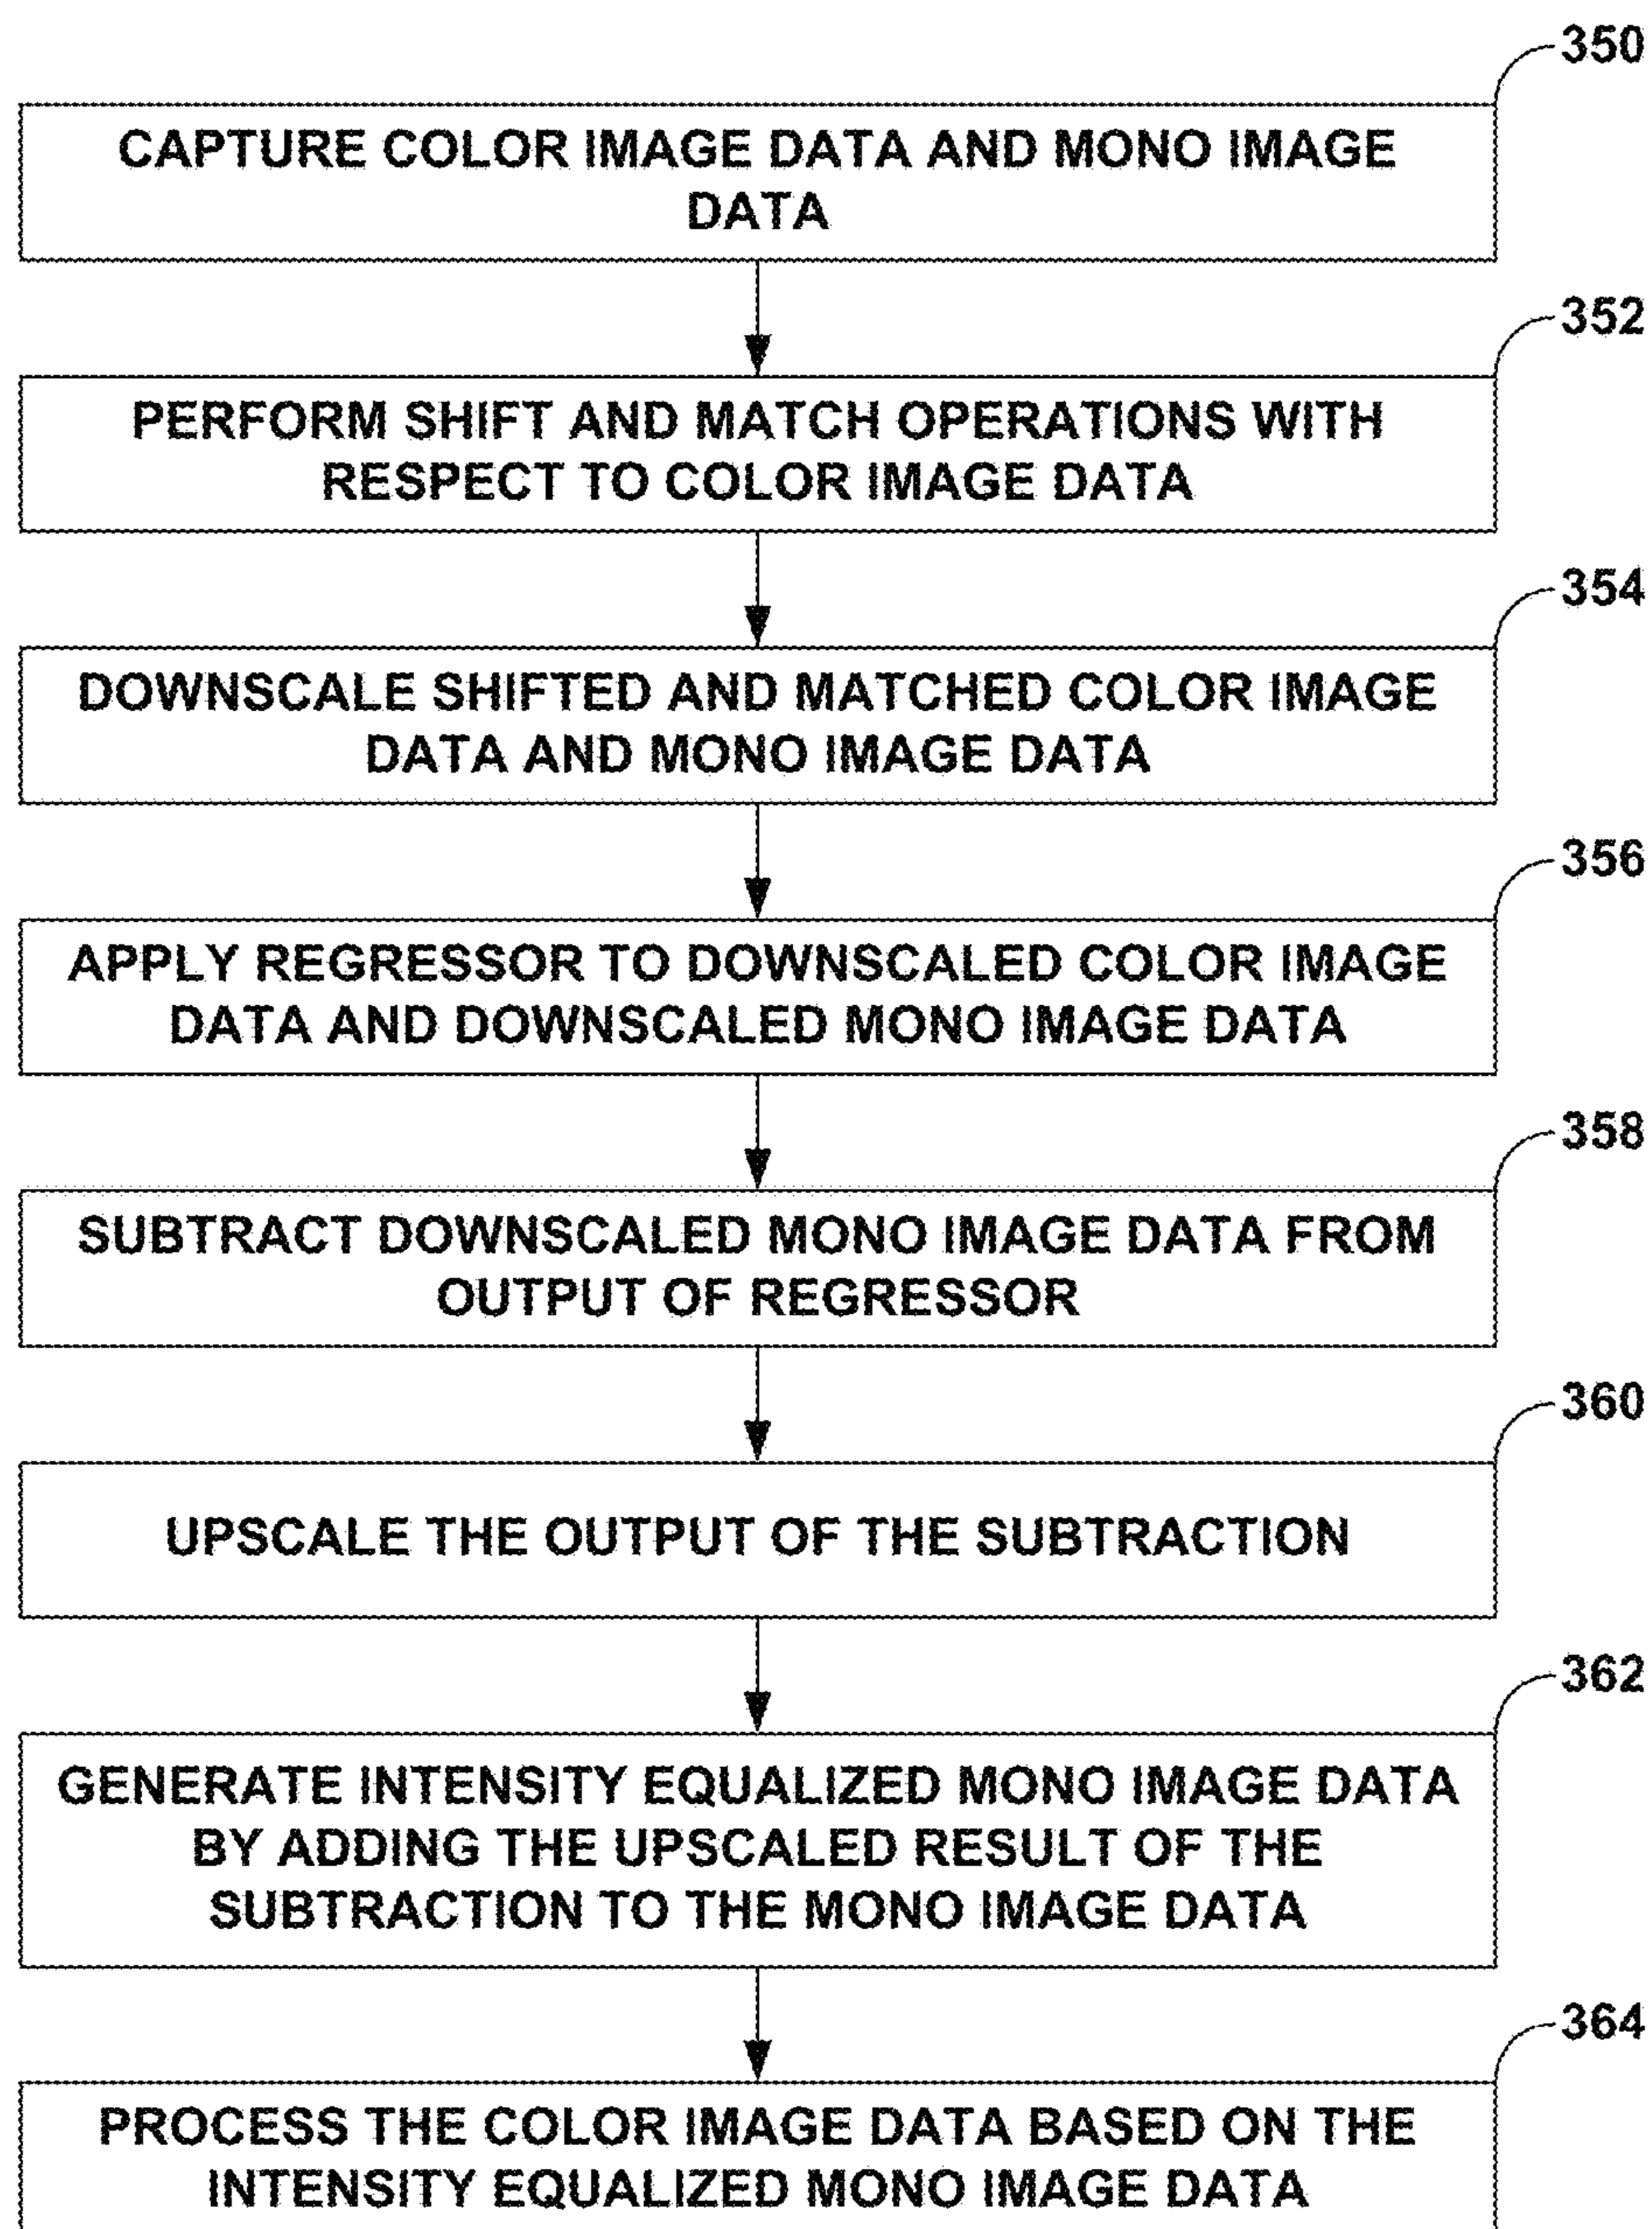 350
CAPTURE COLOR IMAGE DATA AND MONO IMAGE
DATA
352
PERFORM SHIFT AND MATCH OPERATIONS WITH
RESPECT TO COLOR IMAGE DATA
354
DOWNSCALE SHIFTED AND MATCHED COLOR IMAGE
DATA AND MONO IMAGE DATA
356
APPLY REGRESSOR TO DOWNSCALED COLOR IMAGE
DATA AND DOWNSCALED MONO IMAGE DATA
358
SUBTRACT DOWNSCALED MONO IMAGE DATA FROM
OUTPUT OF REGRESSOR
360
UPSCALE THE OUTPUT OF THE SUBTRACTION
362
GENERATE INTENSITY EQUALIZED MONO IMAGE DATA
BY ADDING THE UPSCALED RESULT OF THE
SUBTRACTION TO THE MONO IMAGE DATA
364
PROCESS THE COLOR IMAGE DATA BASED ON THE
INTENSITY EQUALIZED MONO IMAGE DATA